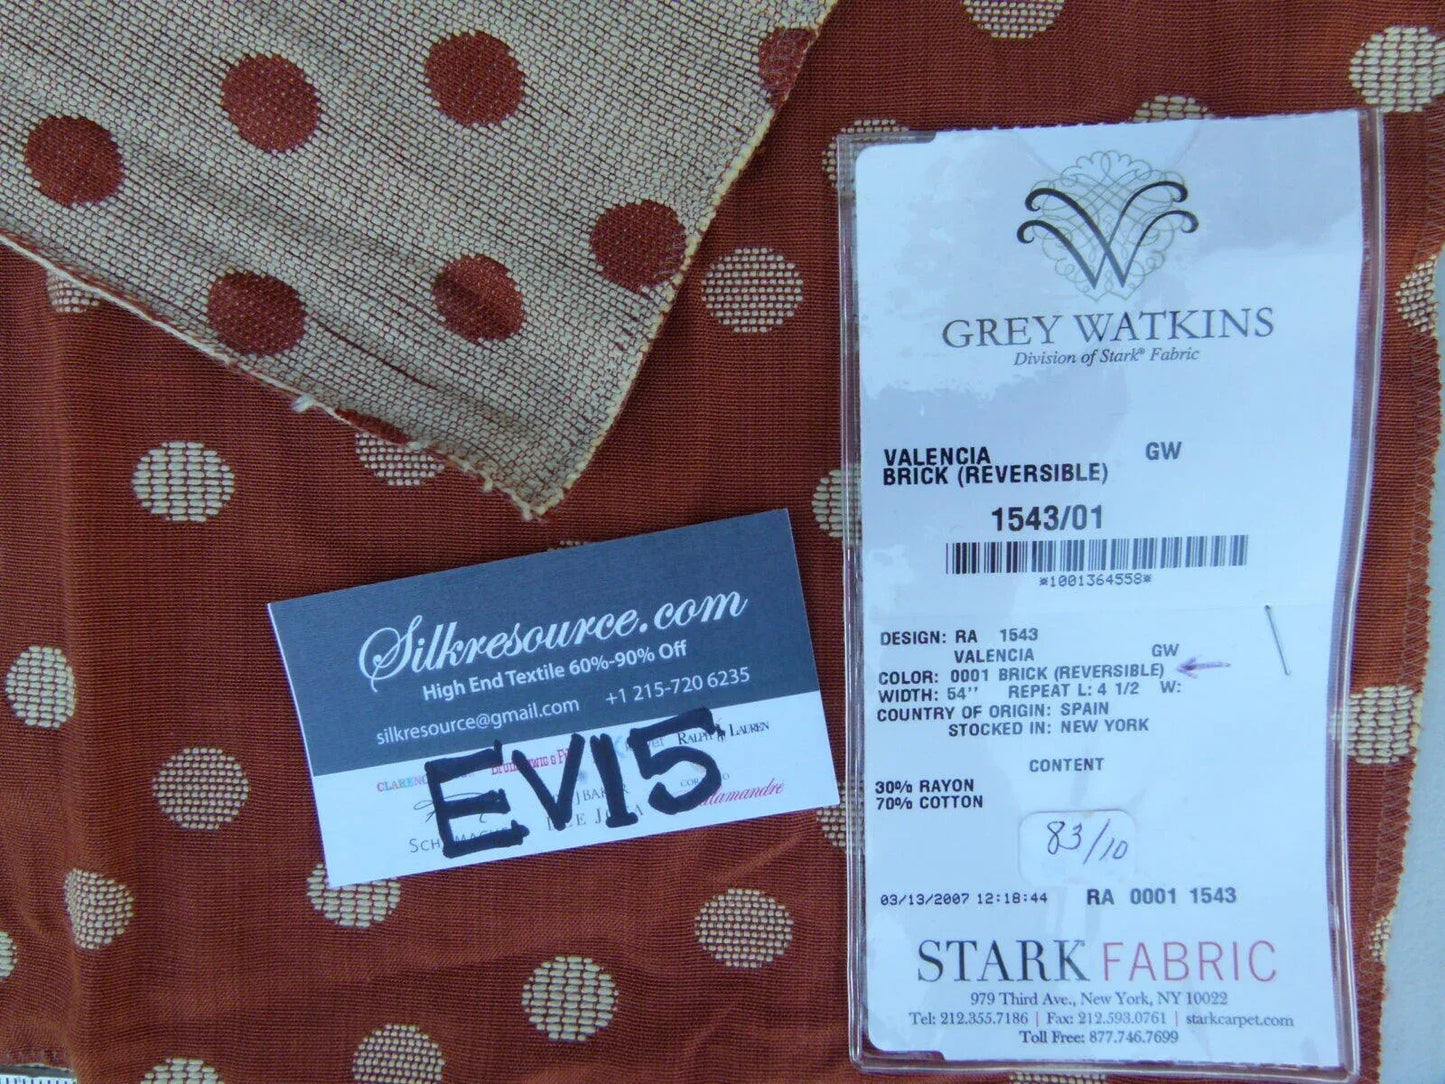 Silkresource.com
High End Textile 60%-90% Off
silkresource@gmail.com +1 215-720 6235
RALPH LAUREN
EV15
GREY WATKINS
Division of Stark® Fabric
VALENCIA GW
BRICK (REVERSIBLE)
1543/01
*1001364558*
DESIGN: RA 1543
VALENCIA GW
COLOR: 0001 BRICK (REVERSIBLE)
WIDTH: 54'' REPEAT L: 4 1/2 W:
COUNTRY OF ORIGIN: SPAIN
STOCKED IN: NEW YORK
CONTENT
30% RAYON
70% COTTON
83/10
03/13/2007 12:18:44 RA 0001 1543
STARK FABRIC
979 Third Ave., New York, NY 10022
Tel: 212.355.7186 | Fax: 212.593.0761 | starkcarpet.com
Toll Free: 877.746.7699